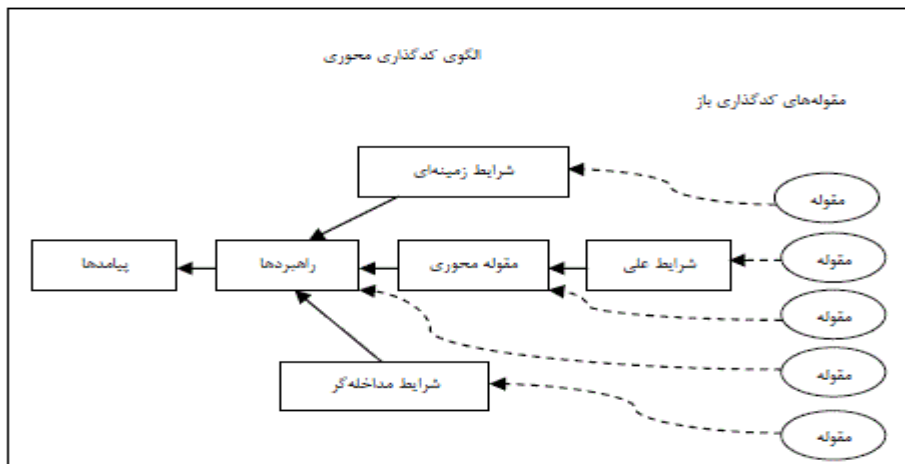 الگوی کدگذاری محوری
مقوله‌های کدگذاری باز
شرایط زمینه‌ای
مقوله
شرایط علی
مقوله محوری
راهبردها
پیامدها
مقوله
مقوله
مقوله
شرایط مداخله‌گر
مقوله